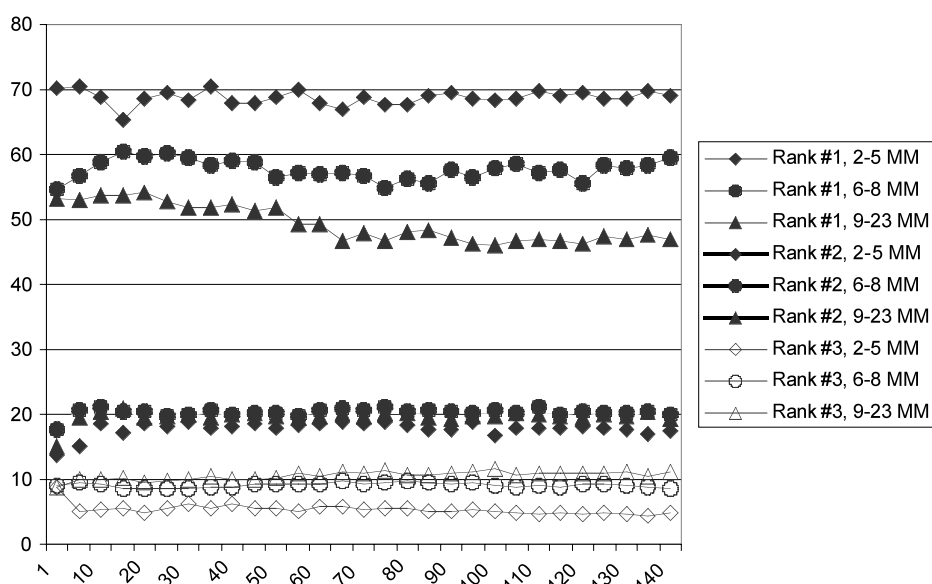 80
70
60
50
40
30
20
10
0
1
10
20
30
40
50
60
70
80
90
100
110
120
130
140
Rank #1, 2-5 MM
Rank #1, 6-8 MM
Rank #1, 9-23 MM
Rank #2, 2-5 MM
Rank #2, 6-8 MM
Rank #2, 9-23 MM
Rank #3, 2-5 MM
Rank #3, 6-8 MM
Rank #3, 9-23 MM